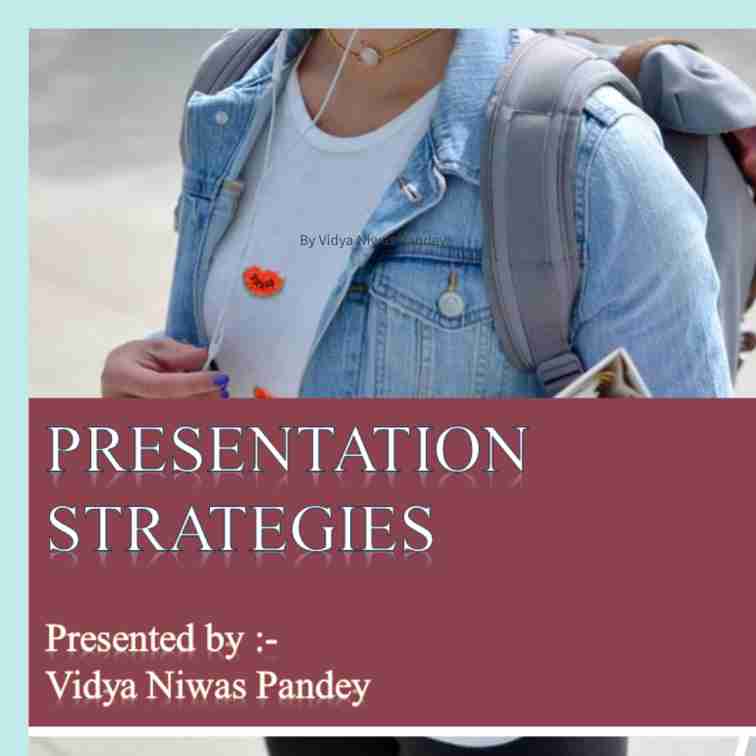 By Vidya Niwas Pandey
PRESENTATION
STRATEGIES
Presented by :-
Vidya Niwas Pandey